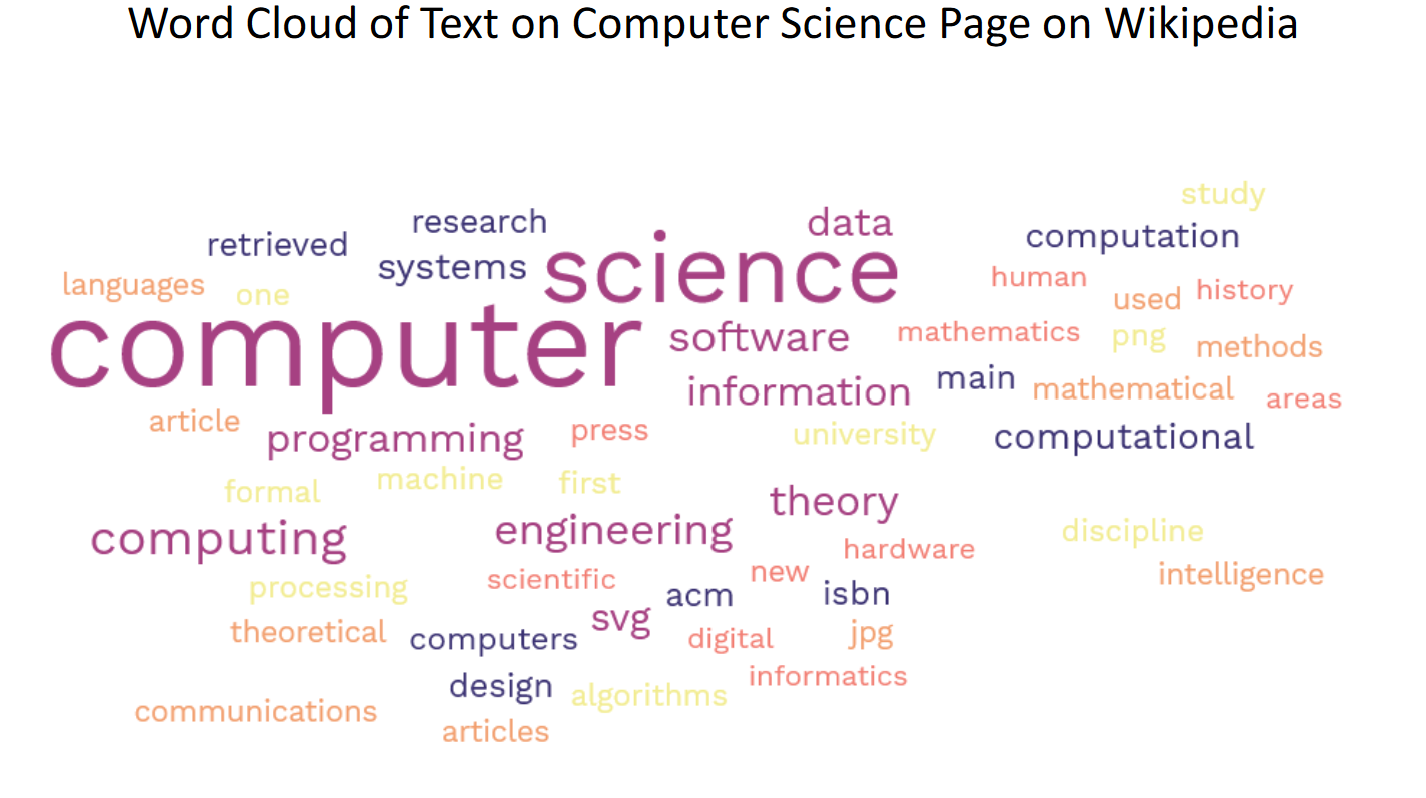 Word Cloud of Text on Computer Science Page on Wikipedia
study
research
data
retrieved
computation
systems
science
human
languages
one
used
history
computer
software
mathematics
png
methods
information
main
mathematical
areas
article
programming
press
university
computational
formal
machine
first
theory
computing
engineering
discipline
hardware
processing
scientific
new
intelligence
acm
isbn
theoretical
computers
svg
digital
jpg
design
algorithms
informatics
communications
articles